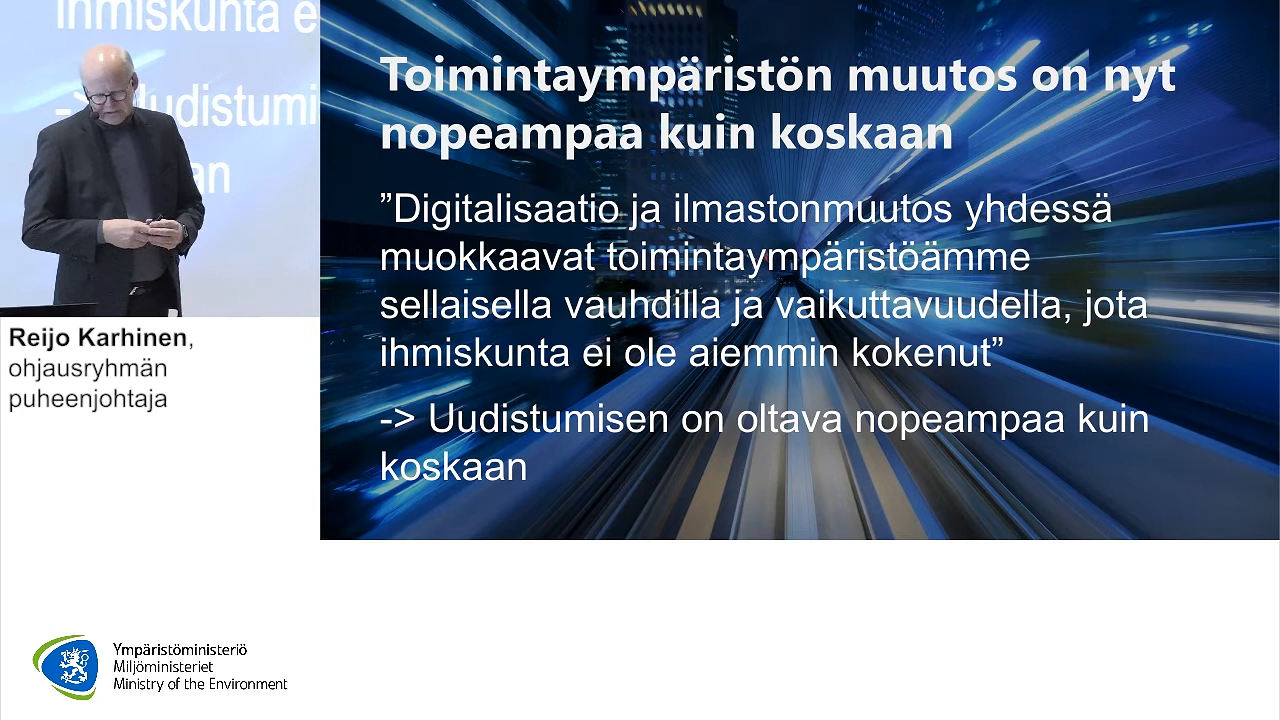 ihmiskunta e
-> Uudistumi
an
Reijo Karhinen,
ohjausryhmän
puheenjohtaja
Toimintaympäristön muutos on nyt
nopeampaa kuin koskaan
”Digitalisaatio ja ilmastonmuutos yhdessä
muokkaavat toimintaympäristöämme
sellaisella vauhdilla ja vaikuttavuudella, jota
ihmiskunta ei ole aiemmin kokenut”
-> Uudistumisen on oltava nopeampaa kuin
koskaan
Ympäristöministeriö
Miljöministeriet
Ministry of the Environment